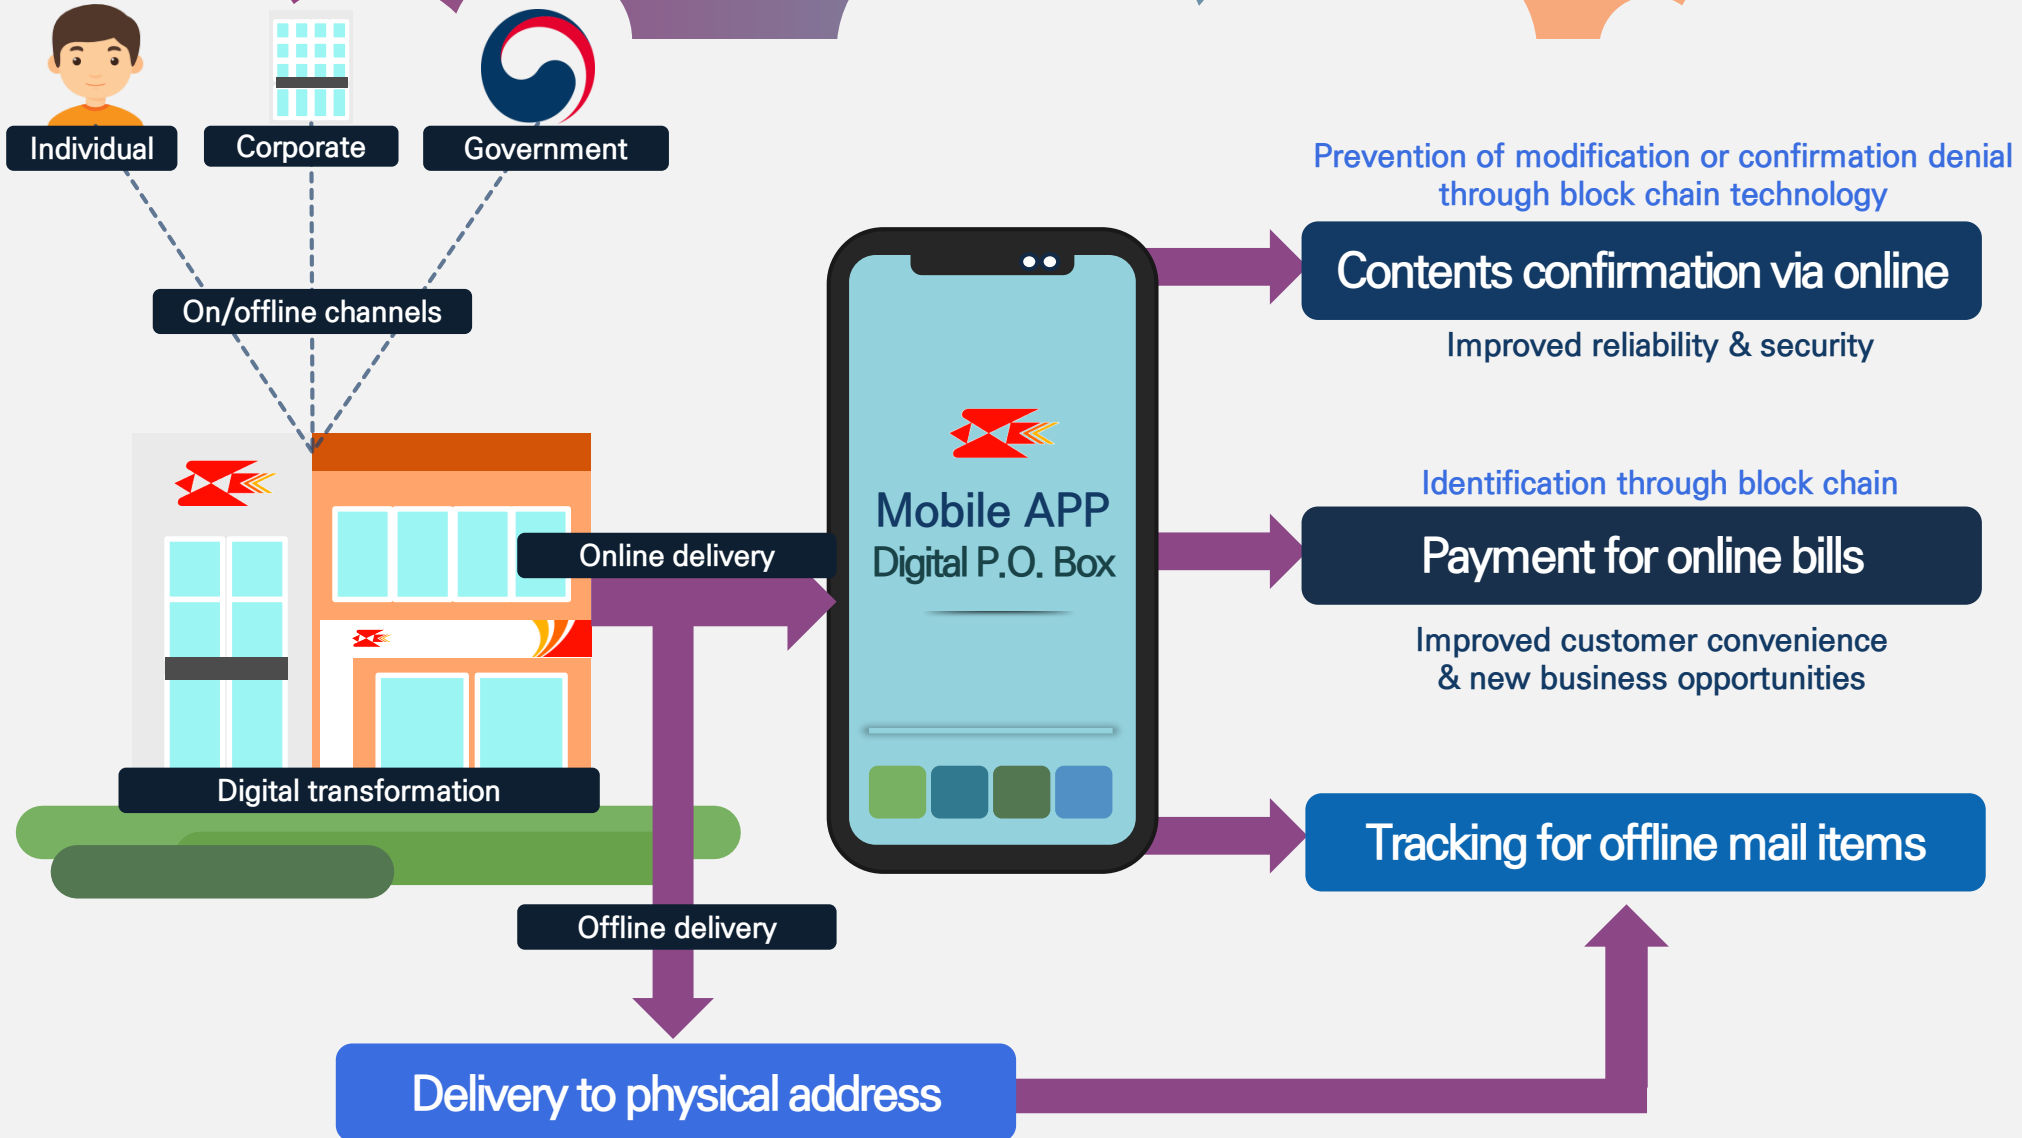 Individual
Corporate
Government
On/offline channels
Digital transformation
Online delivery
Offline delivery
Delivery to physical address
Mobile APP
Digital P.O. Box
Prevention of modification or confirmation denial
through block chain technology
Contents confirmation via online
Improved reliability & security
Identification through block chain
Payment for online bills
Improved customer convenience
& new business opportunities
Tracking for offline mail items